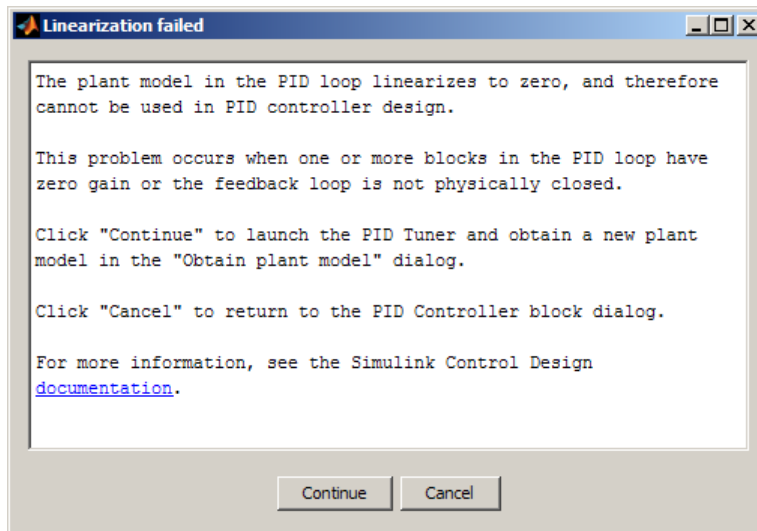 Linearization failed
The plant model in the PID loop linearizes to zero, and therefore
cannot be used in PID controller design.
This problem occurs when one or more blocks in the PID loop have
zero gain or the feedback loop is not physically closed.
Click "Continue" to launch the PID Tuner and obtain a new plant
model in the "Obtain plant model" dialog.
Click "Cancel" to return to the PID Controller block dialog.
For more information, see the Simulink Control Design
documentation.
Continue
Cancel